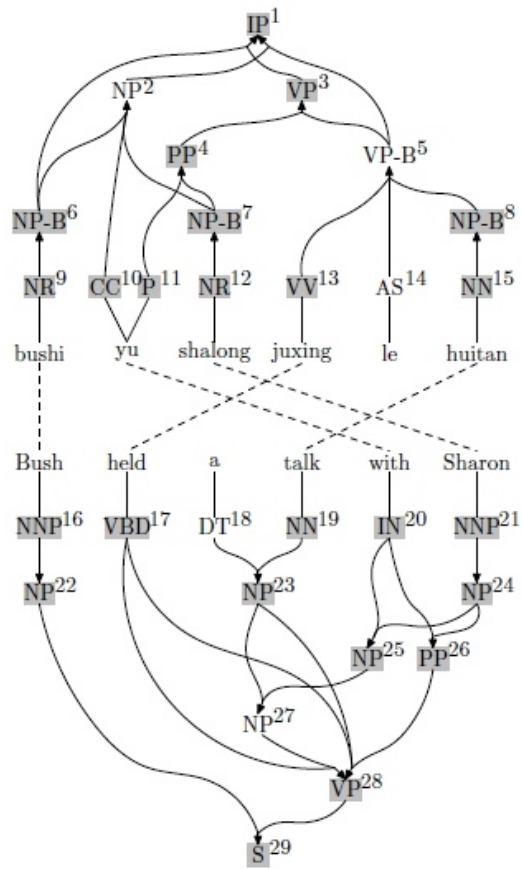 IP1
NP2 VP3
PP4 VP-B5
NP-B6 NP-B7 NP-B8
NR9 CC10 P11 NR12 VV13 AS14 NN15
bushi yu shalong juxing le huitan
Bush held a talk with Sharon
NNP16 VBD17 DT18 NN19 IN20 NNP21
NP22 NP23 NP24
NP25 PP26
NP27
VP28
S29